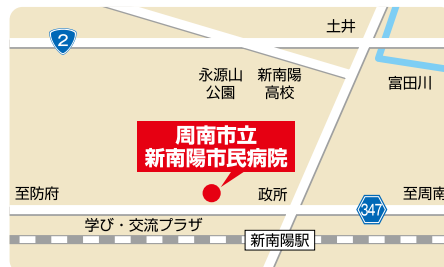 土井
2
永源山
公園
新南陽
高校
富田川
周南市立
新南陽市民病院
至防府
政所
至周南
347
学び・交流プラザ
新南陽駅